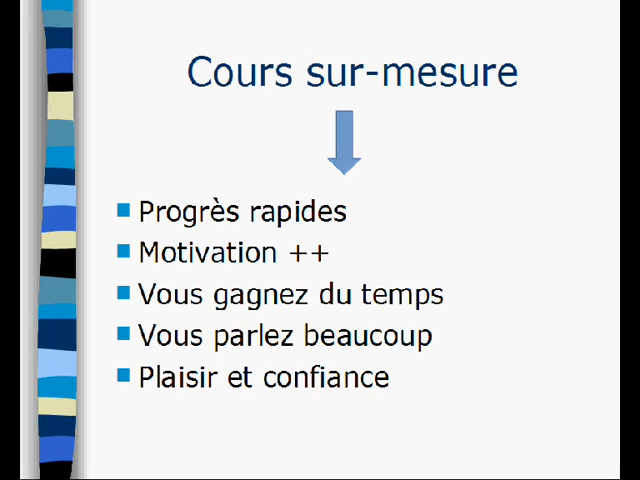 Cours sur-mesure
Progrès rapides
Motivation ++
Vous gagnez du temps
Vous parlez beaucoup
Plaisir et confiance